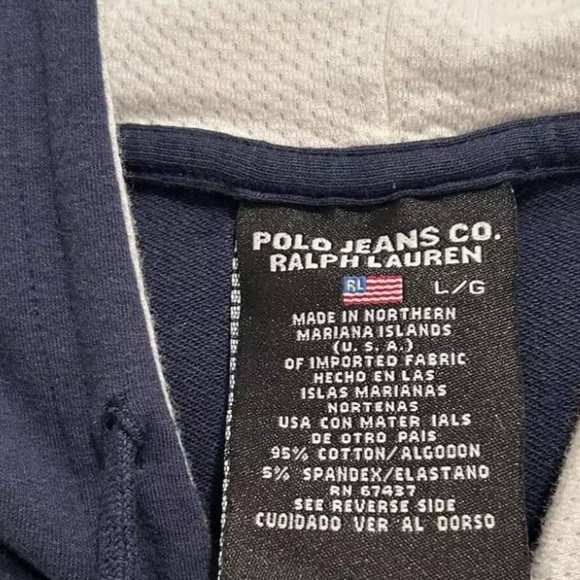 POLO JEANS CO.
RALPH LAUREN
RL L/G
MADE IN NORTHERN
MARIANA ISLANDS
(U.S.A.)
OF IMPORTED FABRIC
HECHO EN LAS
ISLAS MARIANAS
NORTENAS
USA CON MATER IALS
DE OTRO PAIS
95% COTTON/ALGODON
5% SPANDEX/ELASTANO
RN 67437
SEE REVERSE SIDE
CUOIDADO VER AL DORSO